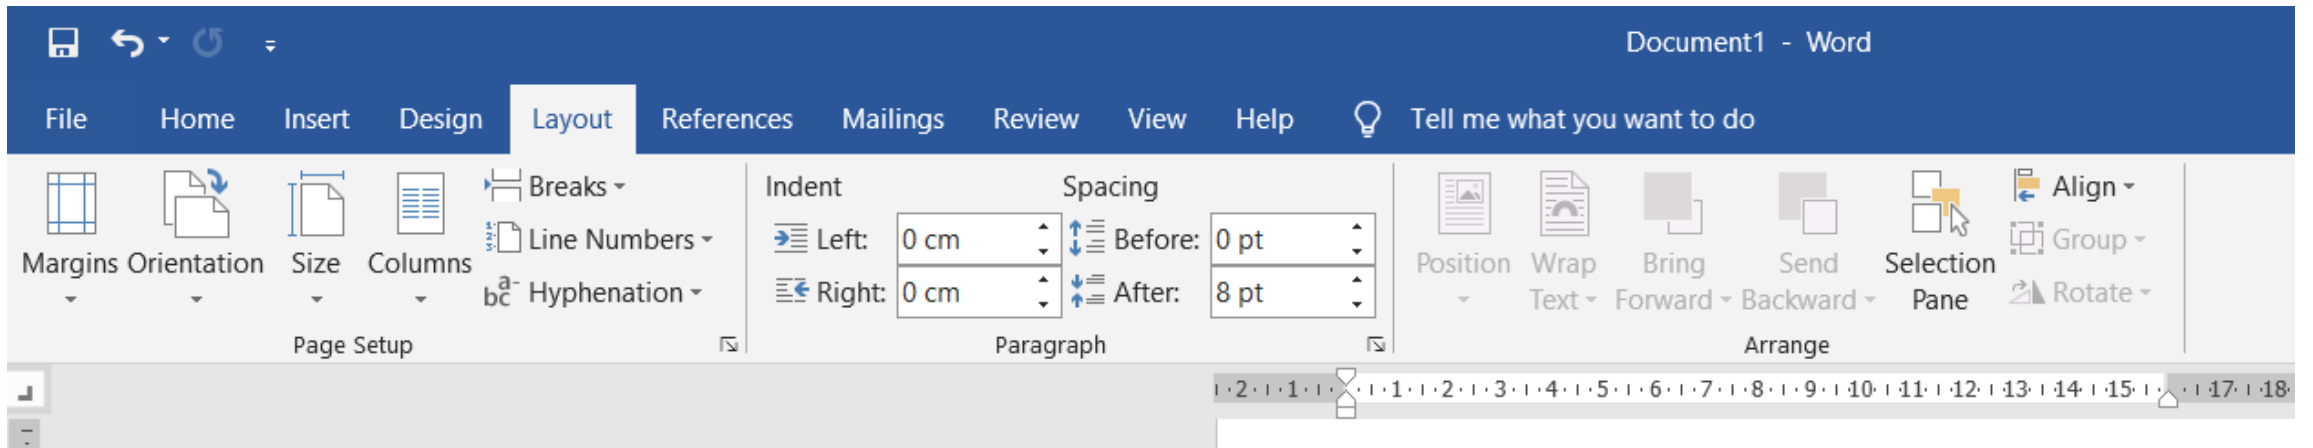 Document1 - Word
File Home Insert Design Layout References Mailings Review View Help Tell me what you want to do
Margins
Orientation
Size
Columns
Breaks
Line Numbers
Hyphenation
Page Setup
Indent
Left: 0 cm
Right: 0 cm
Spacing
Before: 0 pt
After: 8 pt
Paragraph
Position
Wrap
Text
Bring
Forward
Send
Backward
Selection
Pane
Align
Group
Rotate
Arrange
2 1 1 2 3 4 5 6 7 8 9 10 11 12 13 14 15 17 18